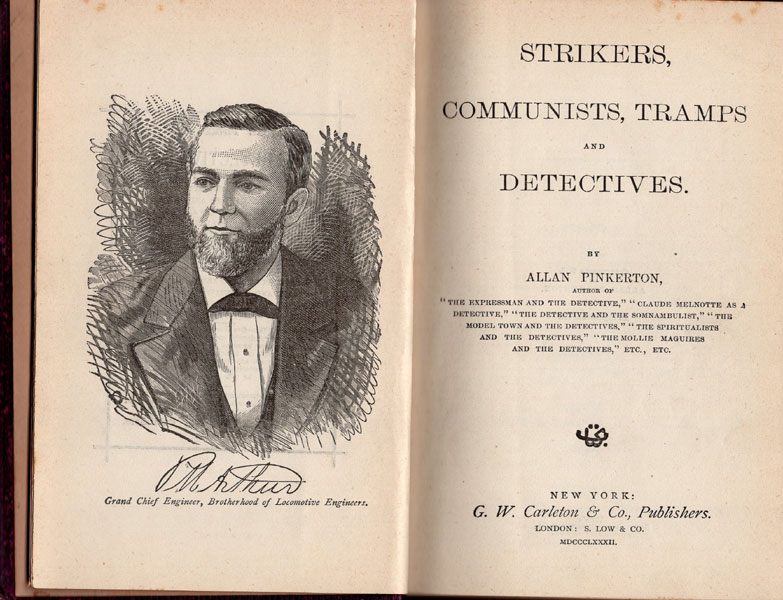 P. M. Arthur
Grand Chief Engineer, Brotherhood of Locomotive Engineers.
STRIKERS,
COMMUNISTS, TRAMPS
AND
DETECTIVES.
BY
ALLAN PINKERTON,
AUTHOR OF
"THE EXPRESSMAN AND THE DETECTIVE," "CLAUDE MELNOTTE AS A
DETECTIVE," "THE DETECTIVE AND THE SOMNAMBULIST," "THE
MODEL TOWN AND THE DETECTIVES," "THE SPIRITUALISTS
AND THE DETECTIVES," "THE MOLLIE MAGUIRES
AND THE DETECTIVES," ETC., ETC.
NEW YORK:
G. W. Carleton & Co., Publishers.
LONDON: S. LOW & CO.
MDCCCLXXXII.